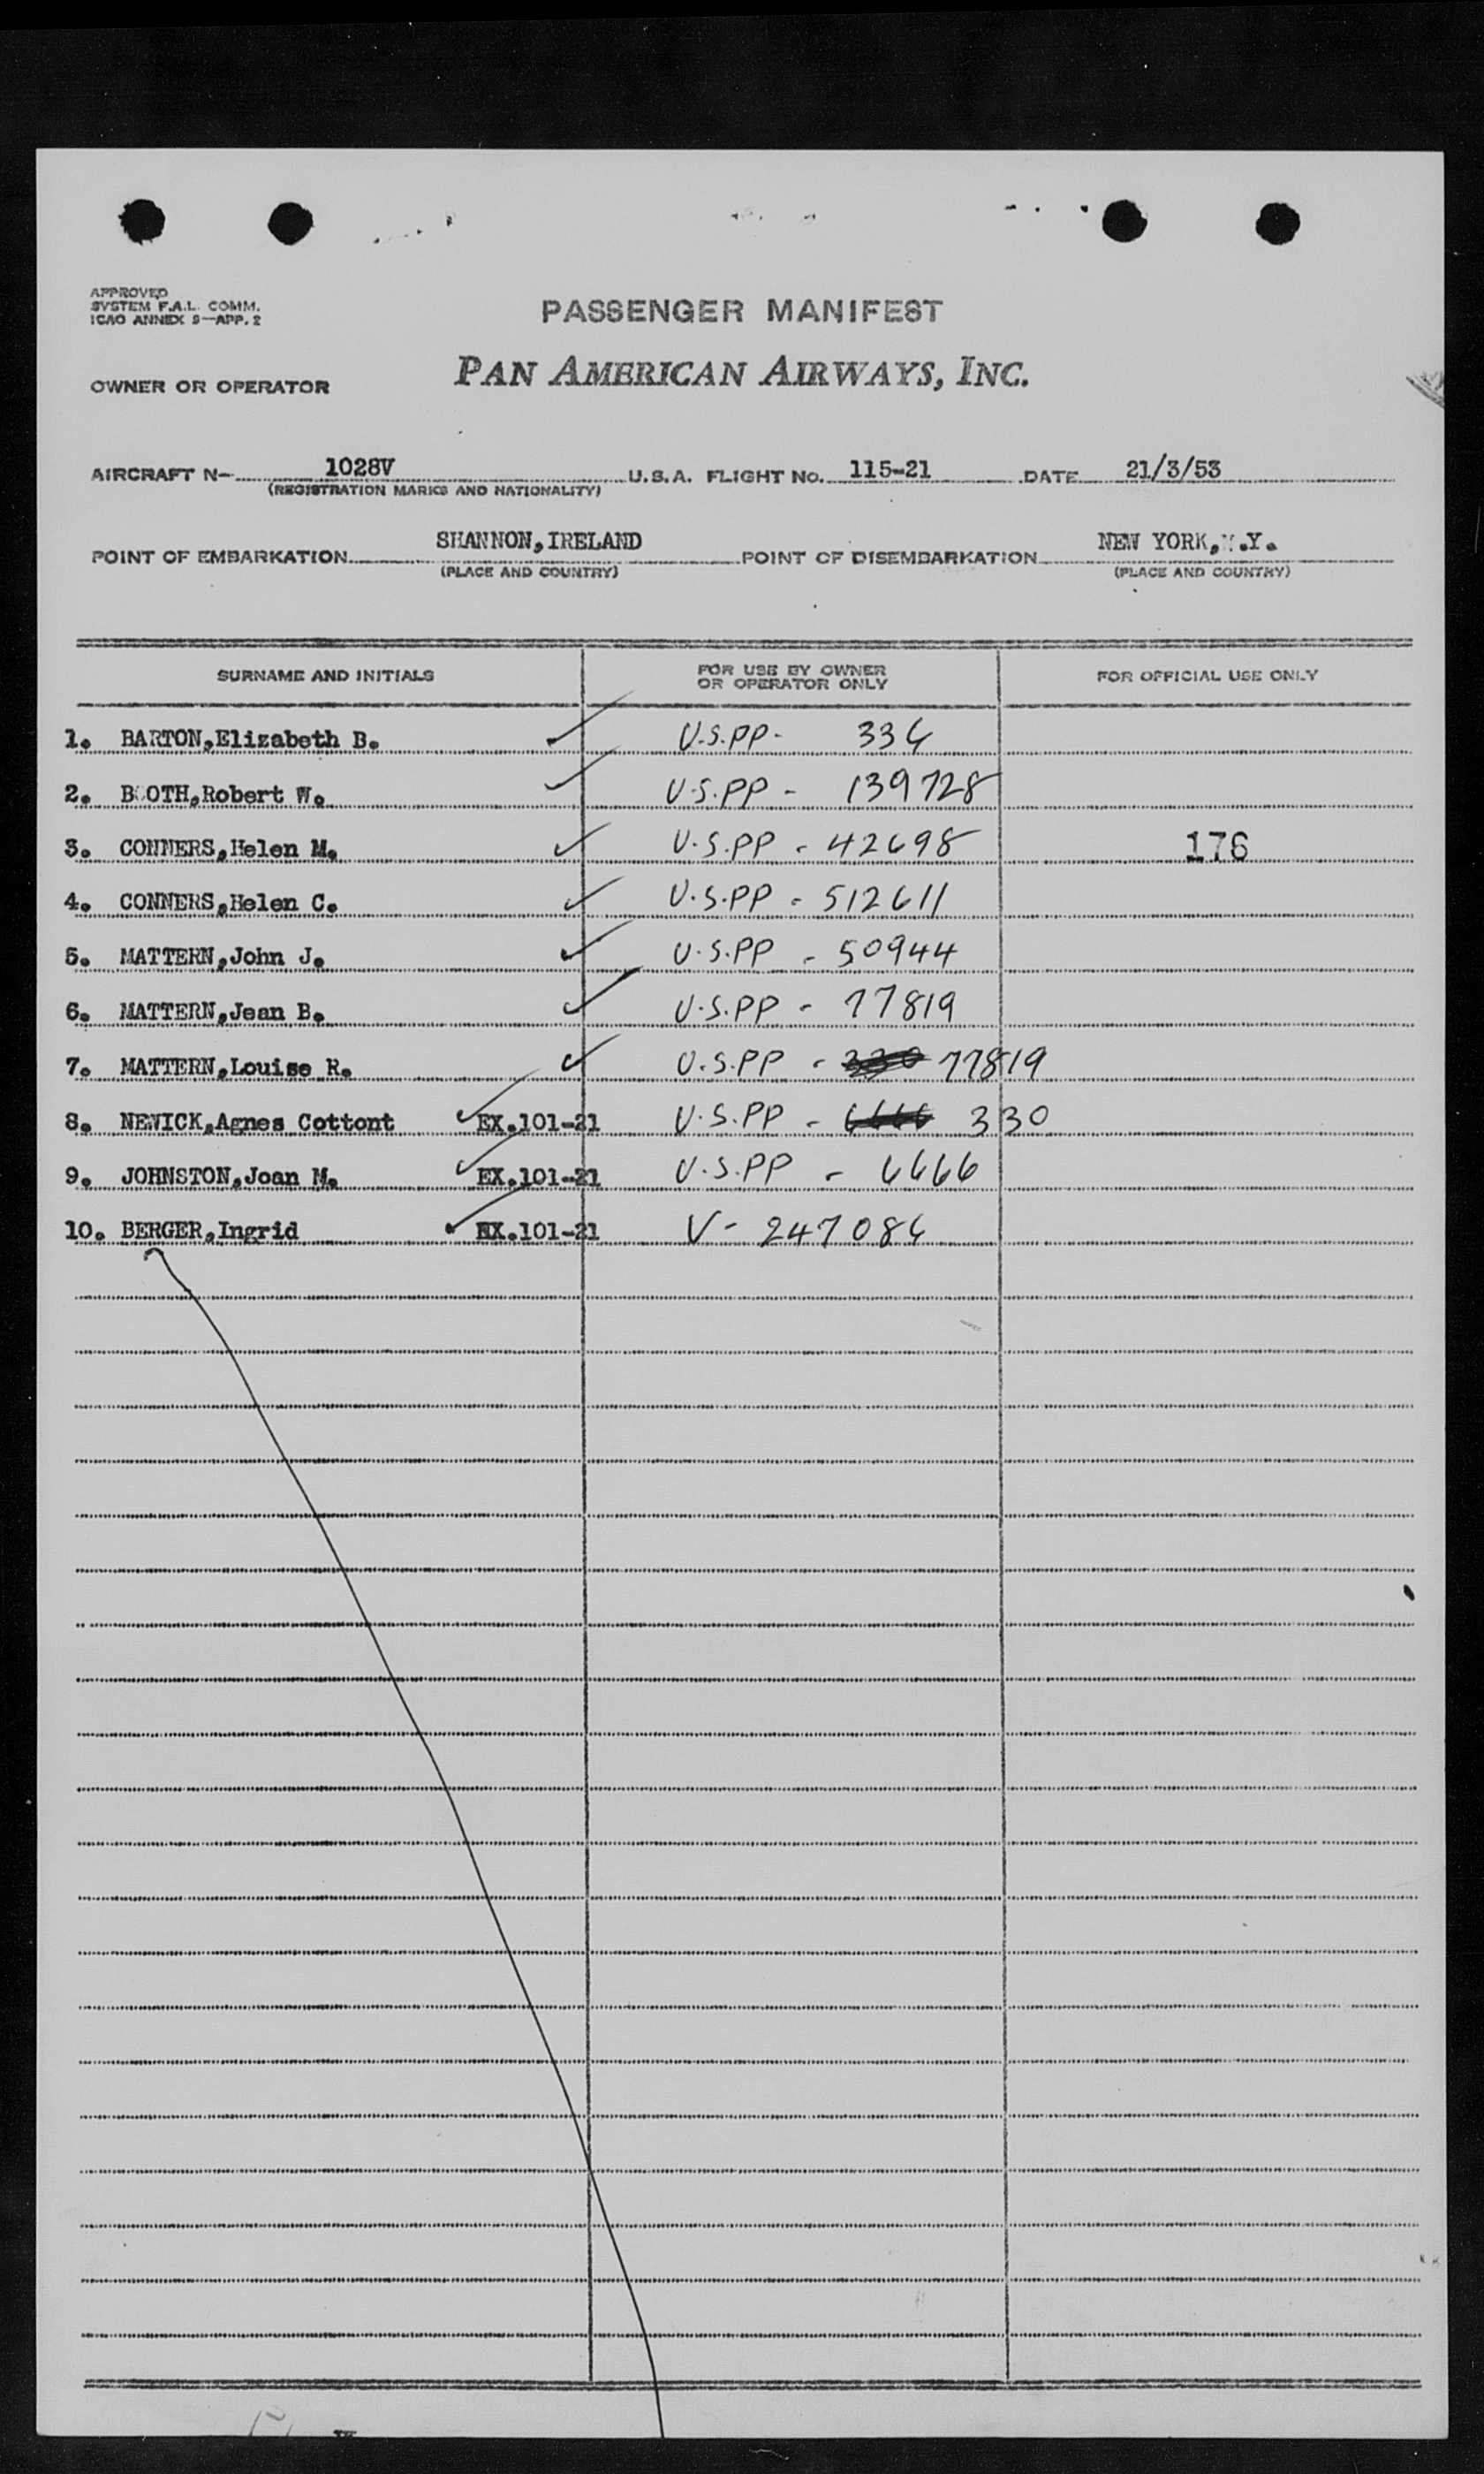 APPROVED
SYSTEM F.A.L. COMM.
ICAO ANNEX 9—APP. 2
PASSENGER MANIFEST
OWNER OR OPERATOR PAN AMERICAN AIRWAYS, INC.
AIRCRAFT N- 1028V U.S.A. FLIGHT No. 115-21 DATE 21/3/53
(REGISTRATION MARKS AND NATIONALITY)
POINT OF EMBARKATION SHANNON, IRELAND POINT OF DISEMBARKATION NEW YORK, N.Y.
(PLACE AND COUNTRY) (PLACE AND COUNTRY)
SURNAME AND INITIALS FOR USE BY OWNER OR OPERATOR ONLY FOR OFFICIAL USE ONLY
1. BARTON, Elizabeth B. U.S.PP- 336
2. BOOTH, Robert W. U.S.PP - 139728
3. CONNERS, Helen M. U.S.PP - 42698 176
4. CONNERS, Helen C. U.S.PP - 512611
5. MATTERN, John J. U.S.PP - 50944
6. MATTERN, Jean B. U.S.PP - 77819
7. MATTERN, Louise R. U.S.PP - 330 77819
8. NEWICK, Agnes Cottont EX.101-21 U.S.PP - 6666 330
9. JOHNSTON, Joan M. EX.101-21 U.S.PP - 6666
10. BERGER, Ingrid EX.101-21 V- 247086